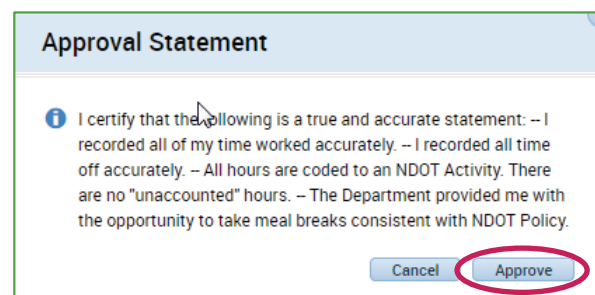 Approval Statement
I certify that the following is a true and accurate statement: -- I
recorded all of my time worked accurately. -- I recorded all time
off accurately. -- All hours are coded to an NDOT Activity. There
are no "unaccounted" hours. -- The Department provided me with
the opportunity to take meal breaks consistent with NDOT Policy.
Cancel Approve